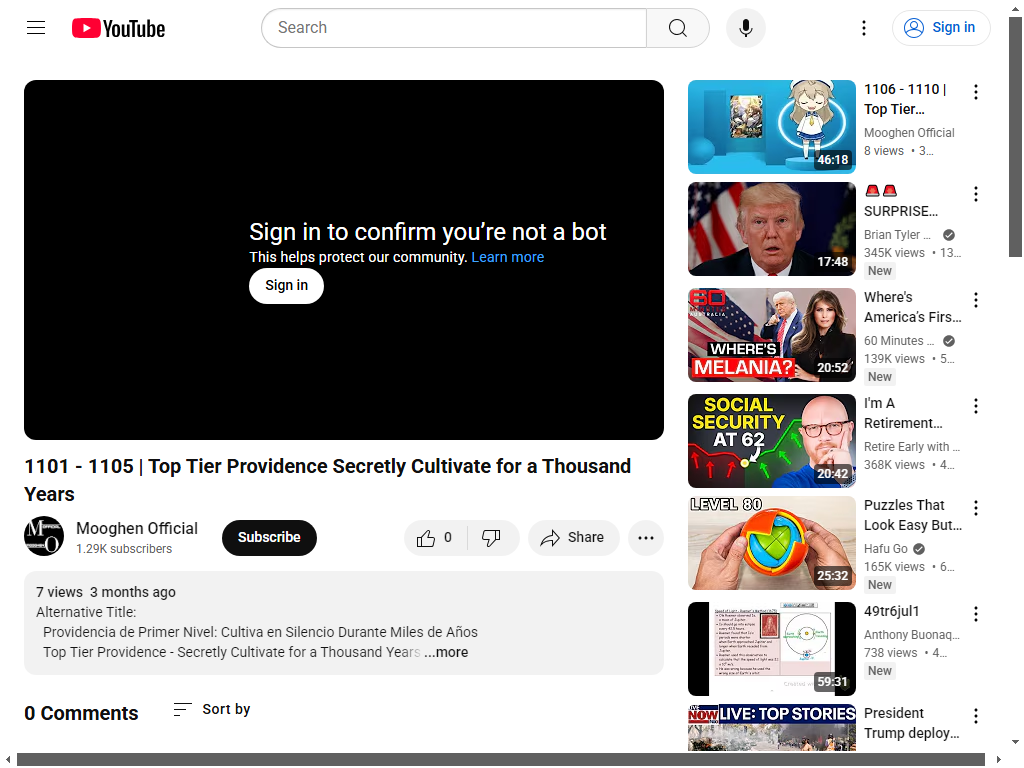 YouTube
Search
Sign in
Sign in to confirm you're not a bot
This helps protect our community. Learn more
Sign in
1101 - 1105 | Top Tier Providence Secretly Cultivate for a Thousand
Years
Mooghen Official
1.29K subscribers
Subscribe
0
Share
7 views 3 months ago
Alternative Title:
Providencia de Primer Nivel: Cultiva en Silencio Durante Miles de Años
Top Tier Providence - Secretly Cultivate for a Thousand Years ...more
0 Comments
Sort by
46:18
1106 - 1110 |
Top Tier...
Mooghen Official
8 views • 3...
17:48
🚨🚨
SURPRISE...
Brian Tyler ...
345K views • 13...
New
60
AUSTRALIA
WHERE'S
MELANIA?
20:52
Where's
America's Firs...
60 Minutes ...
139K views • 5...
New
SOCIAL
SECURITY
AT 62
20:42
I'm A
Retirement...
Retire Early with ...
368K views • 4...
LEVEL 80
25:32
Puzzles That
Look Easy But...
Hafu Go
165K views • 6...
New
59:31
49tr6jul1
Anthony Buonaq...
738 views • 4...
New
LIVE
NOW
LIVE: TOP STORIES
President
Trump deploy...